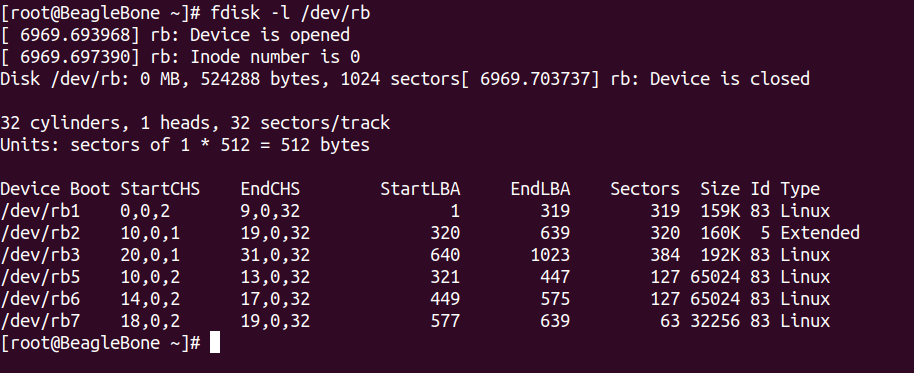 [root@BeagleBone ~]# fdisk -l /dev/rb
[ 6969.693968] rb: Device is opened
[ 6969.697390] rb: Inode number is 0
Disk /dev/rb: 0 MB, 524288 bytes, 1024 sectors[ 6969.703737] rb: Device is closed
32 cylinders, 1 heads, 32 sectors/track
Units: sectors of 1 * 512 = 512 bytes
Device Boot StartCHS    EndCHS        StartLBA     EndLBA    Sectors  Size Id Type
/dev/rb1    0,0,2       9,0,32               1        319        319  159K 83 Linux
/dev/rb2    10,0,1      19,0,32            320        639        320  160K  5 Extended
/dev/rb3    20,0,1      31,0,32            640       1023        384  192K 83 Linux
/dev/rb5    10,0,2      13,0,32            321        447        127 65024 83 Linux
/dev/rb6    14,0,2      17,0,32            449        575        127 65024 83 Linux
/dev/rb7    18,0,2      19,0,32            577        639         63 32256 83 Linux
[root@BeagleBone ~]#